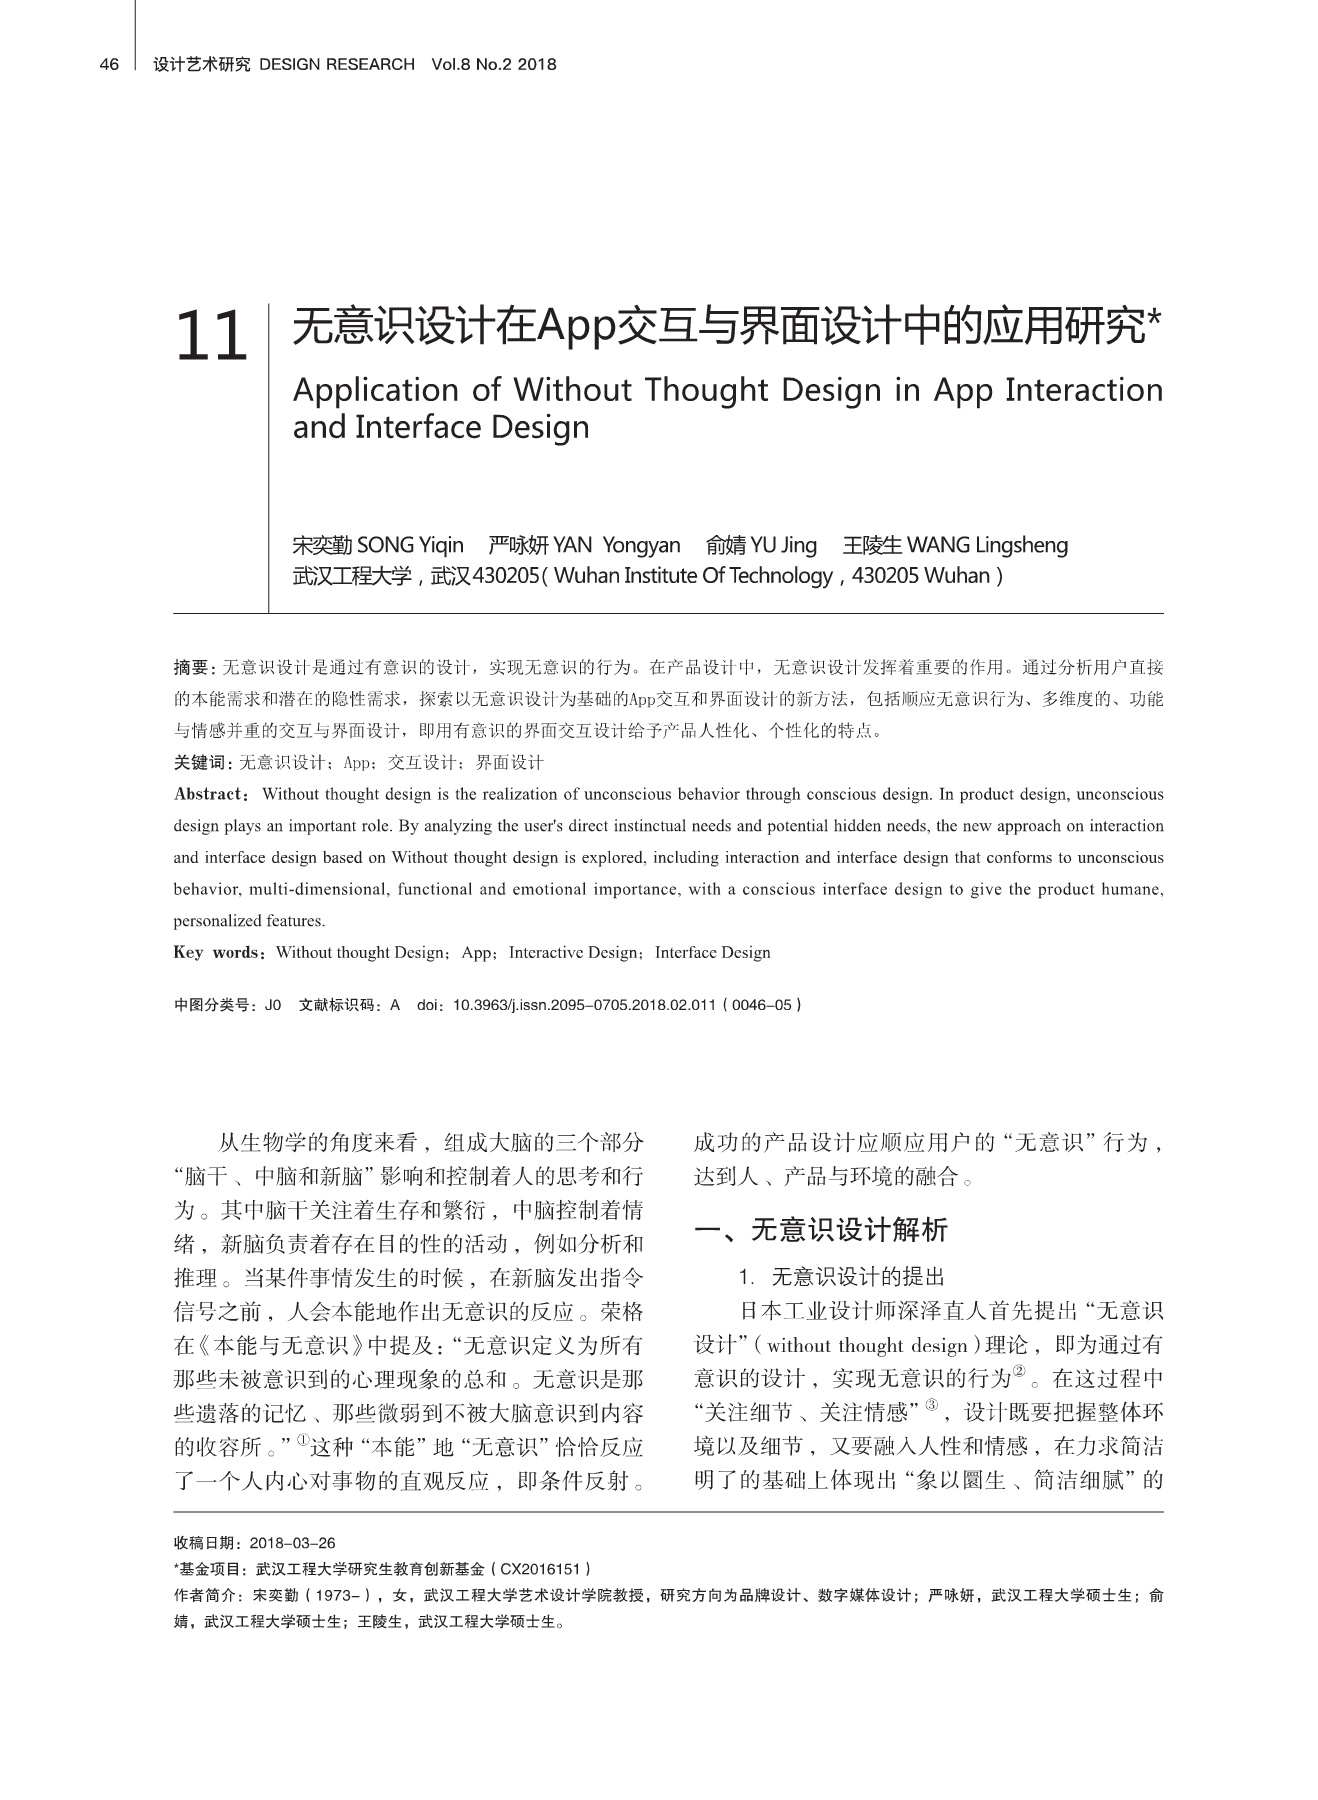 46 设计艺术研究 DESIGN RESEARCH Vol.8 No.2 2018
11
无意识设计在App交互与界面设计中的应用研究*
Application of Without Thought Design in App Interaction
and Interface Design
宋奕勤 SONG Yiqin 严咏妍 YAN Yongyan 俞婧 YU Jing 王陵生 WANG Lingsheng
武汉工程大学，武汉430205( Wuhan Institute Of Technology，430205 Wuhan )
摘要：无意识设计是通过有意识的设计，实现无意识的行为。在产品设计中，无意识设计发挥着重要的作用。通过分析用户直接
的本能需求和潜在的隐性需求，探索以无意识设计为基础的App交互和界面设计的新方法，包括顺应无意识行为、多维度的、功能
与情感并重的交互与界面设计，即用有意识的界面交互设计给予产品人性化、个性化的特点。
关键词：无意识设计；App；交互设计；界面设计
Abstract： Without thought design is the realization of unconscious behavior through conscious design. In product design, unconscious
design plays an important role. By analyzing the user's direct instinctual needs and potential hidden needs, the new approach on interaction
and interface design based on Without thought design is explored, including interaction and interface design that conforms to unconscious
behavior, multi-dimensional, functional and emotional importance, with a conscious interface design to give the product humane,
personalized features.
Key words：Without thought Design；App；Interactive Design；Interface Design
中图分类号：J0 文献标识码：A doi：10.3963/j.issn.2095-0705.2018.02.011（0046-05）
从生物学的角度来看，组成大脑的三个部分
“脑干、中脑和新脑”影响和控制着人的思考和行
为。其中脑干关注着生存和繁衍，中脑控制着情
绪，新脑负责着存在目的性的活动，例如分析和
推理。当某件事情发生的时候，在新脑发出指令
信号之前，人会本能地作出无意识的反应。荣格
在《本能与无意识》中提及：“无意识定义为所有
那些未被意识到的心理现象的总和。无意识是那
些遗落的记忆、那些微弱到不被大脑意识到内容
的收容所。”①这种“本能”地“无意识”恰恰反应
了一个人内心对事物的直观反应，即条件反射。
成功的产品设计应顺应用户的“无意识”行为，
达到人、产品与环境的融合。
一、无意识设计解析
1. 无意识设计的提出
日本工业设计师深泽直人首先提出“无意识
设计”（without thought design）理论，即为通过有
意识的设计，实现无意识的行为②。在这过程中
“关注细节、关注情感”③，设计既要把握整体环
境以及细节，又要融入人性和情感，在力求简洁
明了的基础上体现出“象以圜生、简洁细腻”的
收稿日期：2018-03-26
*基金项目：武汉工程大学研究生教育创新基金（CX2016151）
作者简介：宋奕勤（1973-），女，武汉工程大学艺术设计学院教授，研究方向为品牌设计、数字媒体设计；严咏妍，武汉工程大学硕士生；俞
婧，武汉工程大学硕士生；王陵生，武汉工程大学硕士生。